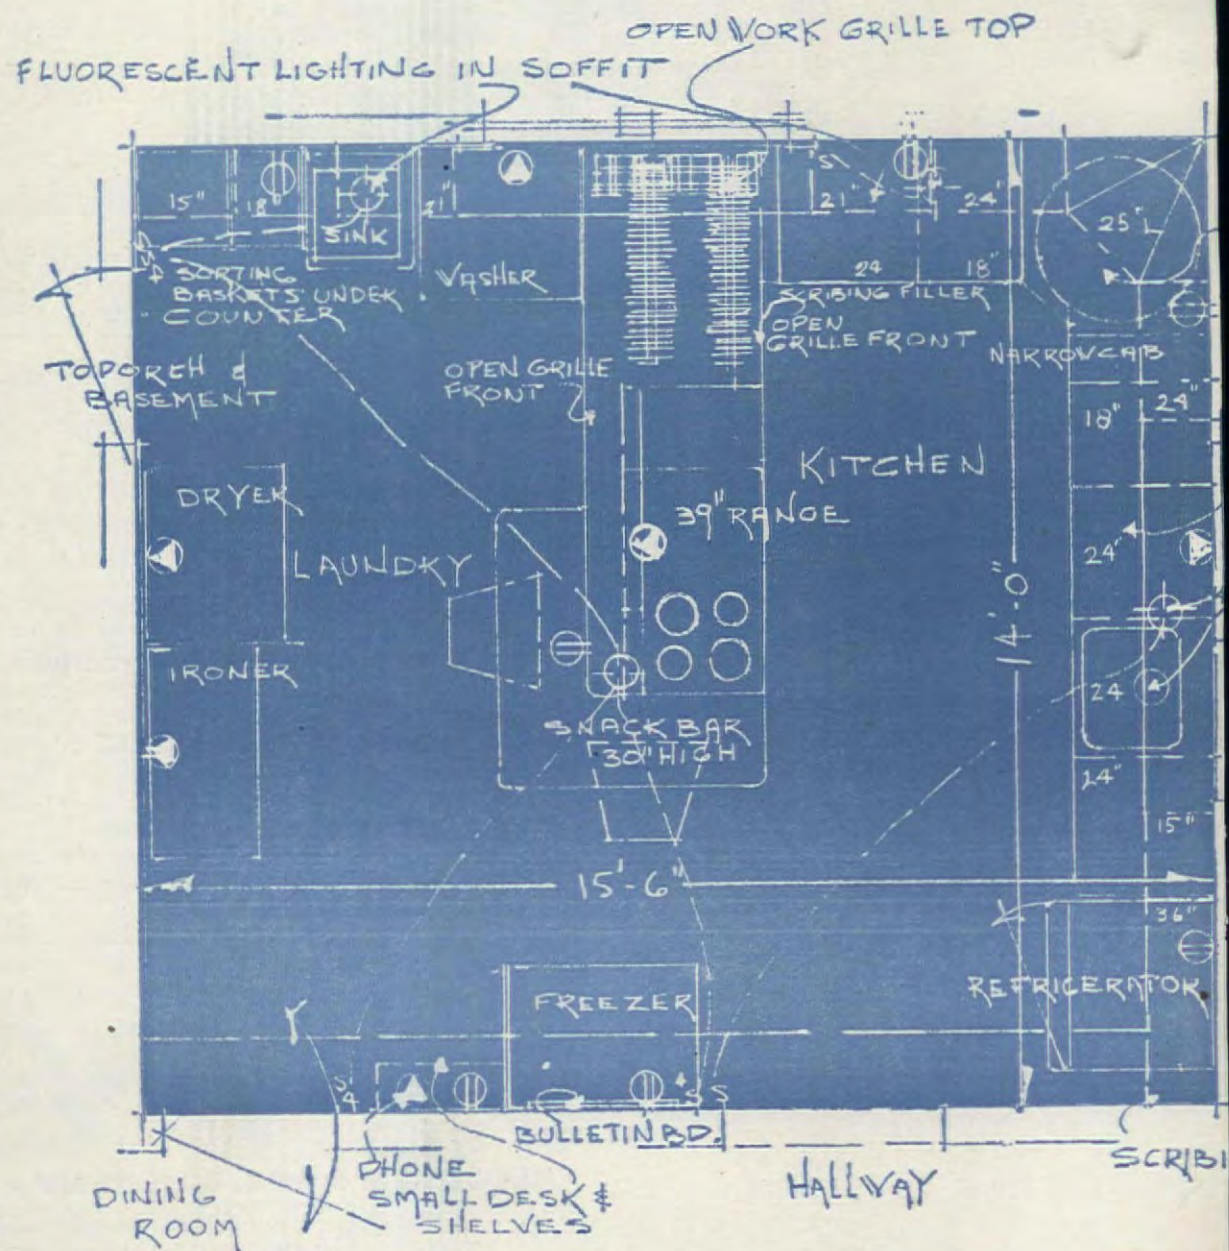 OPEN WORK GRILLE TOP
FLUORESCENT LIGHTING IN SOFFIT
15"
18"
SINK
21"
S
21"
24"
25"
SORTING
BASKETS UNDER
COUNTER
WASHER
24
18"
SCRIBING FILLER
OPEN
GRILLE FRONT
NARROW CAB
TO PORCH &
BASEMENT
OPEN GRILLE
FRONT
18"
24"
KITCHEN
DRYER
39" RANGE
LAUNDRY
24"
14'-0"
IRONER
24
SNACK BAR
30" HIGH
24"
15"
15'-6"
36"
FREEZER
REFRIGERATOR
S4
S S
BULLETIN BD.
PHONE
SMALL DESK &
SHELVES
HALLWAY
DINING
ROOM